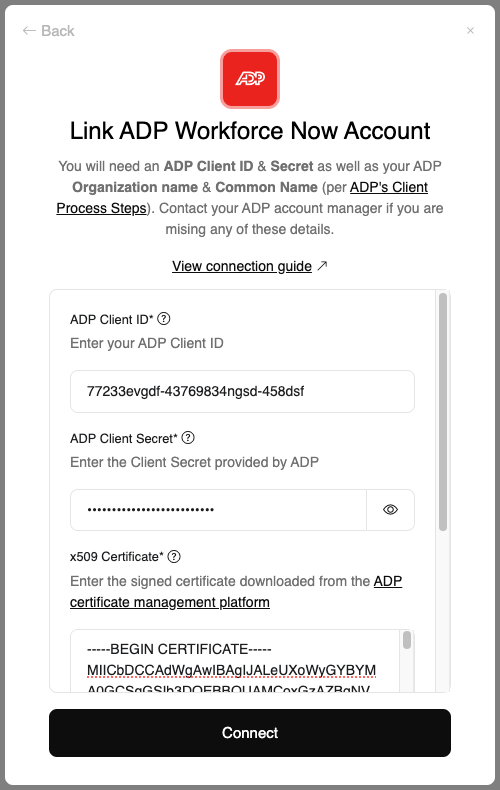 ← Back
×
ADP
Link ADP Workforce Now Account
You will need an ADP Client ID & Secret as well as your ADP
Organization name & Common Name (per ADP's Client
Process Steps). Contact your ADP account manager if you are
mising any of these details.
View connection guide ↗
ADP Client ID* ?
Enter your ADP Client ID
77233evgdf-43769834ngsd-458dsf
ADP Client Secret* ?
Enter the Client Secret provided by ADP
••••••••••••••••••••••••••
x509 Certificate* ?
Enter the signed certificate downloaded from the ADP
certificate management platform
-----BEGIN CERTIFICATE-----
MIICbDCCAdWgAwIBAgIJALeUXoWyGYBYM
Connect